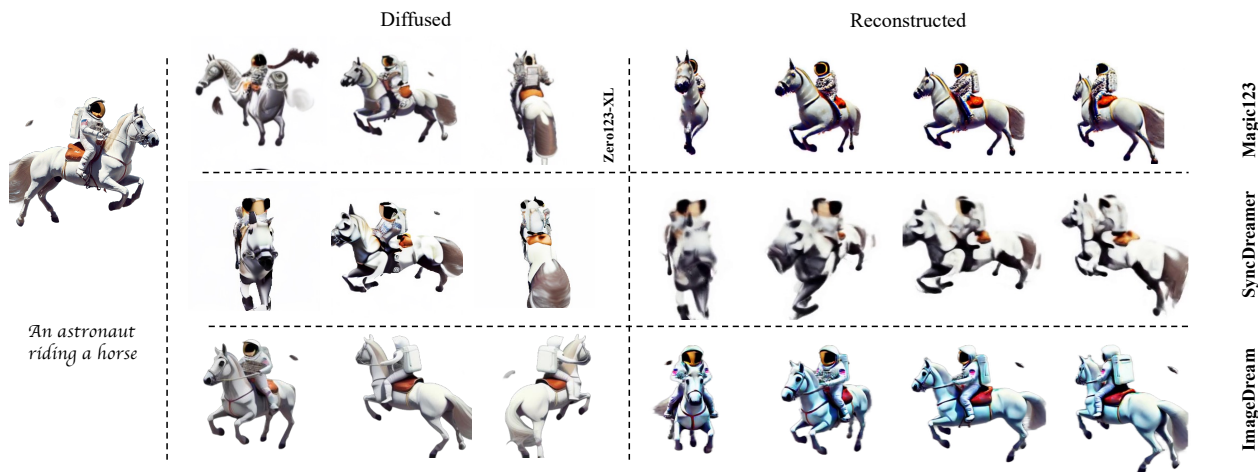 Diffused
Reconstructed
Zero123-XL
Magic123
SyncDreamer
An astronaut
riding a horse
ImageDream